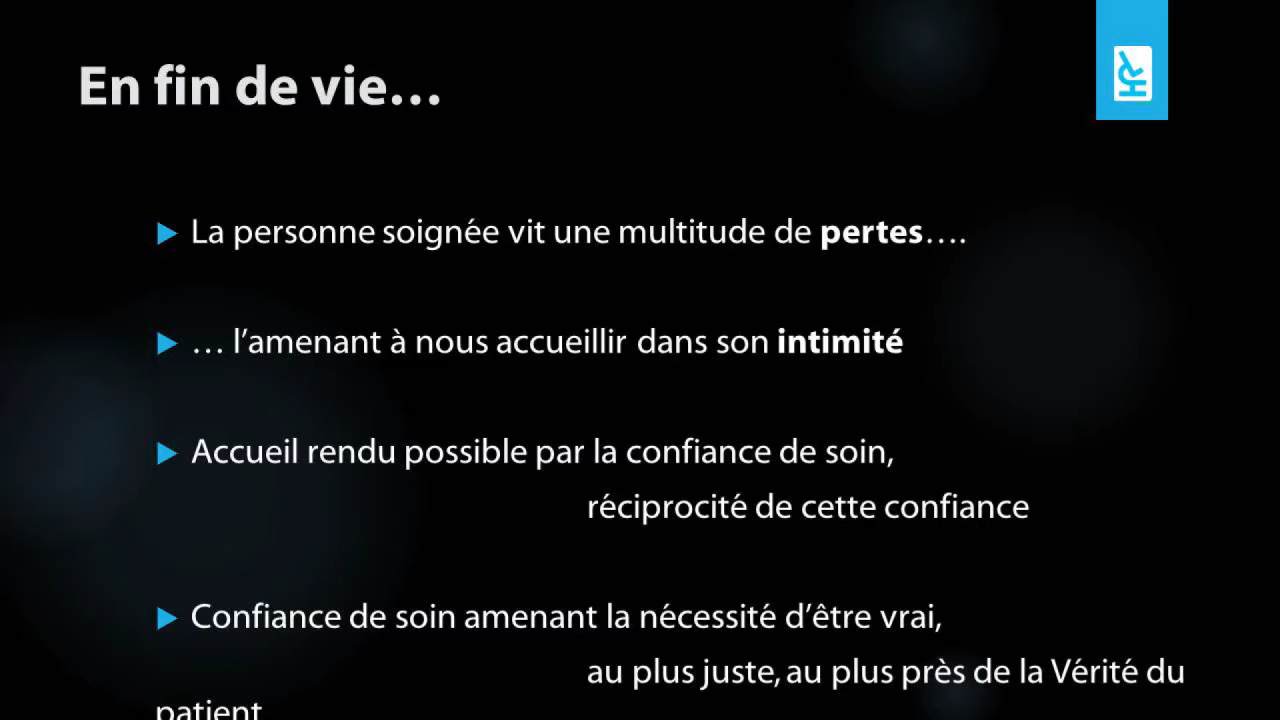 En fin de vie…
La personne soignée vit une multitude de pertes….
… l’amenant à nous accueillir dans son intimité
Accueil rendu possible par la confiance de soin,
réciprocité de cette confiance
Confiance de soin amenant la nécessité d’être vrai,
au plus juste, au plus près de la Vérité du
patient